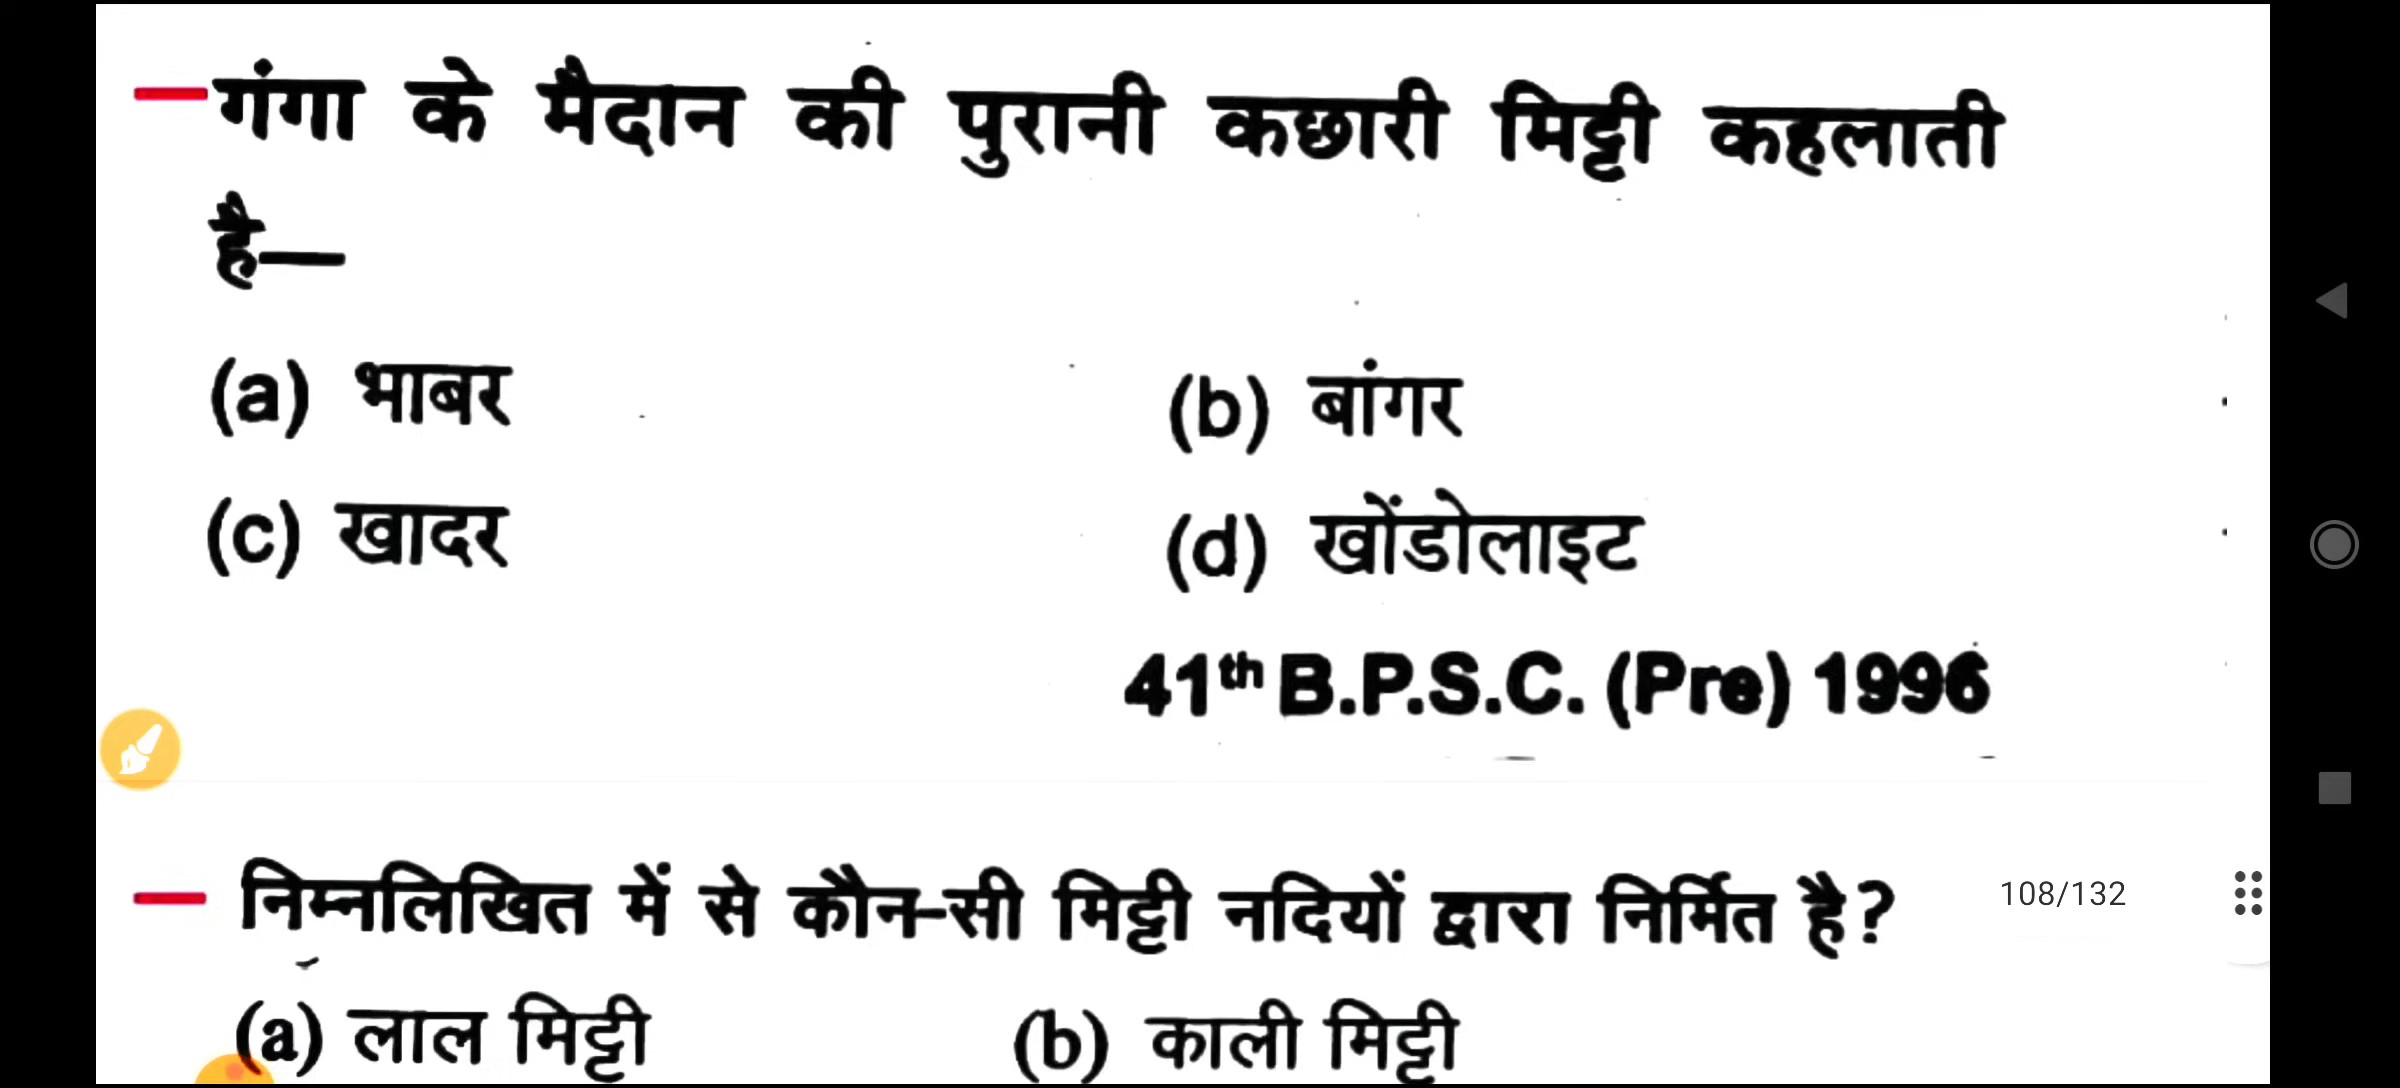 गंगा के मैदान की पुरानी कछारी मिट्टी कहलाती
है—
(a) भाबर (b) बांगर
(c) खादर (d) खोंडोलाइट
41th B.P.S.C. (Pre) 1996
निम्नलिखित में से कौन-सी मिट्टी नदियों द्वारा निर्मित है?
108/132
(a) लाल मिट्टी (b) काली मिट्टी